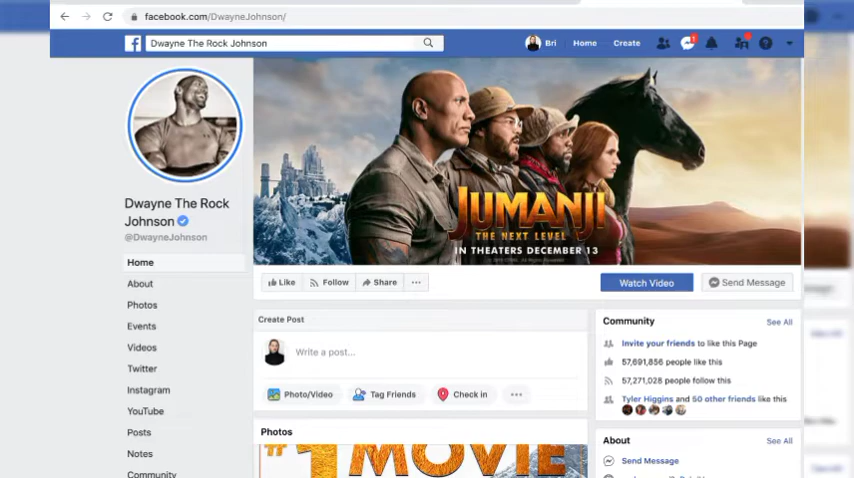 facebook.com/DwayneJohnson/
f
Dwayne The Rock Johnson
Bri
Home
Create
1
?
Dwayne The Rock
Johnson
@DwayneJohnson
Home
About
Photos
Events
Videos
Twitter
Instagram
YouTube
Posts
Notes
Community
JUMANJI
THE NEXT LEVEL
IN THEATERS DECEMBER 13
Like
Follow
Share
Watch Video
Send Message
Create Post
Write a post...
Photo/Video
Tag Friends
Check in
Photos
#1 MOVIE
Community
See All
Invite your friends to like this Page
57,691,856 people like this
57,271,028 people follow this
Tyler Higgins and 50 other friends like this
About
See All
Send Message